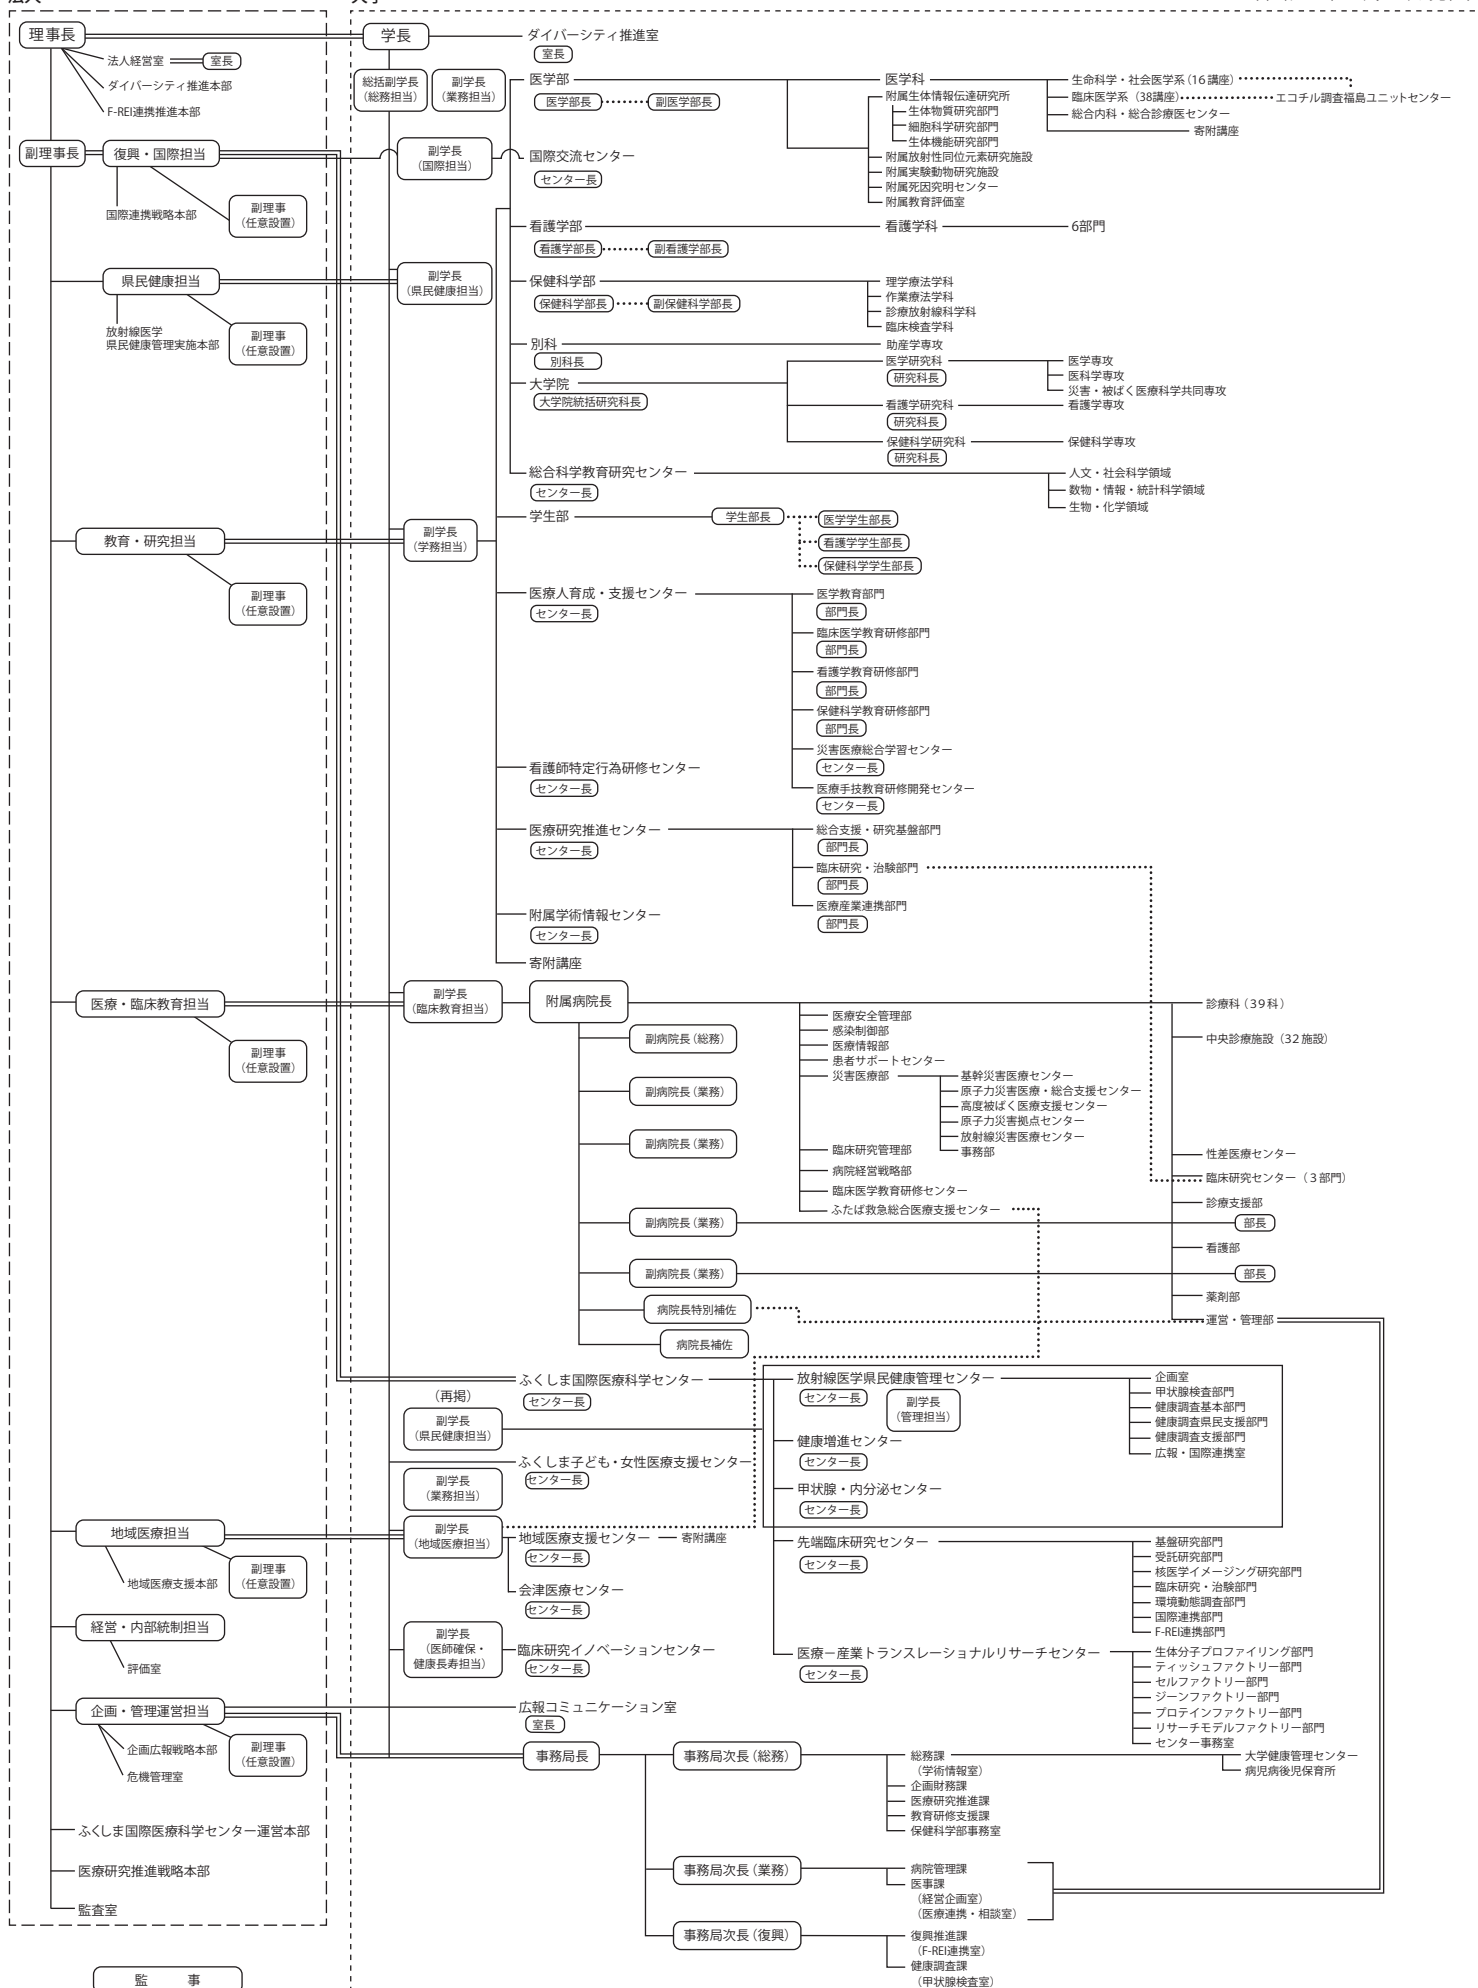 理事長
法人経営室
室長
ダイバーシティ推進本部
F-REI連携推進本部
副理事長
復興・国際担当
国際連携戦略本部
副理事
(任意設置)
県民健康担当
放射線医学
県民健康管理実施本部
副理事
(任意設置)
教育・研究担当
副理事
(任意設置)
医療・臨床教育担当
副理事
(任意設置)
地域医療担当
地域医療支援本部
副理事
(任意設置)
経営・内部統制担当
評価室
企画・管理運営担当
企画広報戦略本部
危機管理室
副理事
(任意設置)
ふくしま国際医療科学センター運営本部
医療研究推進戦略本部
監査室
監　事
学長
総括副学長
(総務担当)
副学長
(業務担当)
ダイバーシティ推進室
室長
医学部
医学部長
副医学部長
医学科
生命科学・社会医学系(16講座)
臨床医学系(38講座)
エコチル調査福島ユニットセンター
総合内科・総合診療医センター
寄附講座
附属生体情報伝達研究所
生体物質研究部門
細胞科学研究部門
生体機能研究部門
附属放射性同位元素研究施設
附属実験動物研究施設
附属死因究明センター
附属教育評価室
副学長
(国際担当)
国際交流センター
センター長
看護学部
看護学部長
副看護学部長
看護学科
6部門
副学長
(県民健康担当)
保健科学部
保健科学部長
副保健科学部長
理学療法学科
作業療法学科
診療放射線科学科
臨床検査学科
別科
別科長
助産学専攻
大学院
大学院統括研究科長
医学研究科
研究科長
医学専攻
医科学専攻
災害・被ばく医療科学共同専攻
看護学研究科
研究科長
看護学専攻
保健科学研究科
研究科長
保健科学専攻
総合科学教育研究センター
センター長
人文・社会科学領域
数物・情報・統計科学領域
生物・化学領域
副学長
(学務担当)
学生部
学生部長
医学学生部長
看護学学生部長
保健科学学生部長
医療人育成・支援センター
センター長
医学教育部門
部門長
臨床医学教育研修部門
部門長
看護学教育研修部門
部門長
保健科学教育研修部門
部門長
災害医療総合学習センター
センター長
医療手技教育研修開発センター
センター長
看護師特定行為研修センター
センター長
医療研究推進センター
センター長
総合支援・研究基盤部門
部門長
臨床研究・治験部門
部門長
医療産業連携部門
部門長
附属学術情報センター
センター長
寄附講座
副学長
(臨床教育担当)
附属病院長
副病院長(総務)
副病院長(業務)
副病院長(業務)
副病院長(業務)
副病院長(業務)
病院長特別補佐
病院長補佐
医療安全管理部
感染制御部
医療情報部
患者サポートセンター
災害医療部
基幹災害医療センター
原子力災害医療・総合支援センター
高度被ばく医療支援センター
原子力災害拠点センター
放射線災害医療センター
事務部
臨床研究管理部
病院経営戦略部
臨床医学教育研修センター
ふたば救急総合医療支援センター
診療科(39科)
中央診療施設(32施設)
性差医療センター
臨床研究センター(3部門)
診療支援部
部長
看護部
部長
薬剤部
運営・管理部
ふくしま国際医療科学センター
センター長
(再掲)
副学長
(県民健康担当)
放射線医学県民健康管理センター
センター長
副学長
(管理担当)
企画室
甲状腺検査部門
健康調査基本部門
健康調査県民支援部門
健康調査支援部門
広報・国際連携室
健康増進センター
センター長
甲状腺・内分泌センター
センター長
ふくしま子ども・女性医療支援センター
センター長
副学長
(業務担当)
副学長
(地域医療担当)
地域医療支援センター
センター長
寄附講座
会津医療センター
センター長
先端臨床研究センター
センター長
基盤研究部門
受託研究部門
核医学イメージング研究部門
臨床研究・治験部門
環境動態調査部門
国際連携部門
F-REI連携部門
副学長
(医師確保・
健康長寿担当)
臨床研究イノベーションセンター
センター長
医療ー産業トランスレーショナルリサーチセンター
センター長
生体分子プロファイリング部門
ティッシュファクトリー部門
セルファクトリー部門
ジーンファクトリー部門
プロテインファクトリー部門
リサーチモデルファクトリー部門
センター事務室
広報コミュニケーション室
室長
事務局長
事務局次長(総務)
総務課
(学術情報室)
企画財務課
医療研究推進課
教育研修支援課
保健科学部事務室
大学健康管理センター
病児病後児保育所
事務局次長(業務)
病院管理課
医事課
(経営企画室)
(医療連携・相談室)
事務局次長(復興)
復興推進課
(F-REI連携室)
健康調査課
(甲状腺検査室)